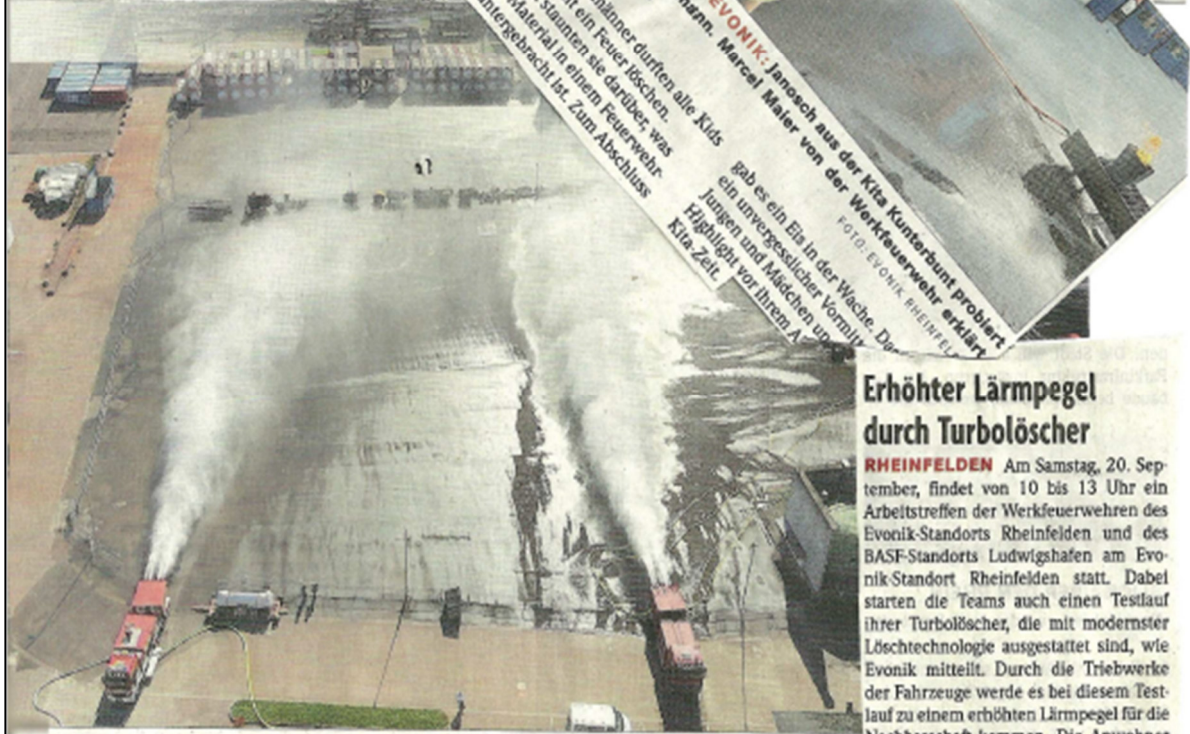 männer durften alle Kids
ein Feuer löschen.
staunten sie darüber, was
Material in einem Feuerwehr-
untergebracht ist. Zum Abschluss
gab es ein Eis in der Wache.
ein unvergesslicher Vormit
Jungen und Mädchen un
Highlight vor ihrem
Kita-Zeit.
EVONIK: Janosch aus der Kita Kunterbunt probiert
mann. Marcel Maier von der Werkfeuerwehr erklärt
FOTO: EVONIK RHEINFEL
Erhöhter Lärmpegel
durch Turbolöscher
RHEINFELDEN Am Samstag, 20. Sep-
tember, findet von 10 bis 13 Uhr ein
Arbeitstreffen der Werkfeuerwehren des
Evonik-Standorts Rheinfelden und des
BASF-Standorts Ludwigshafen am Evo-
nik-Standort Rheinfelden statt. Dabei
starten die Teams auch einen Testlauf
ihrer Turbolöscher, die mit modernster
Löschtechnologie ausgestattet sind, wie
Evonik mitteilt. Durch die Triebwerke
der Fahrzeuge werde es bei diesem Test-
lauf zu einem erhöhten Lärmpegel für die